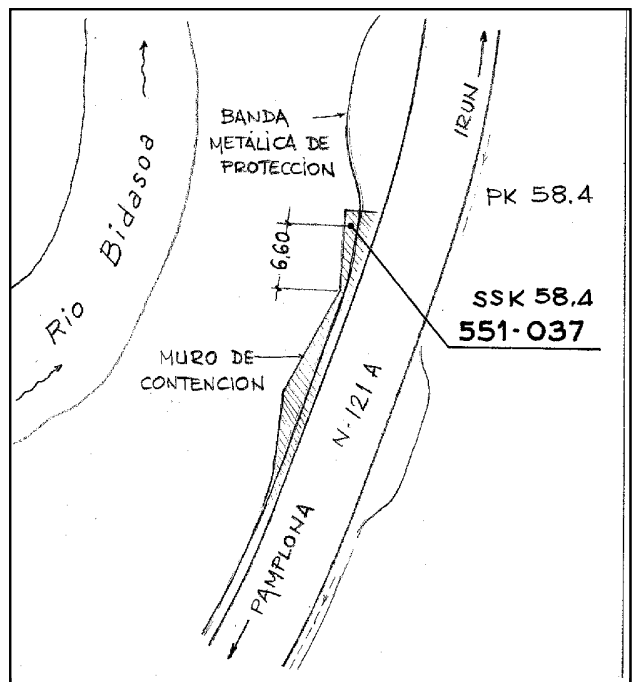 BANDA
METÁLICA DE
PROTECCION
IRUN
PK 58.4
Rio Bidasoa
6,60
SSK 58.4
551-037
MURO DE
CONTENCION
N-121 A
PAMPLONA